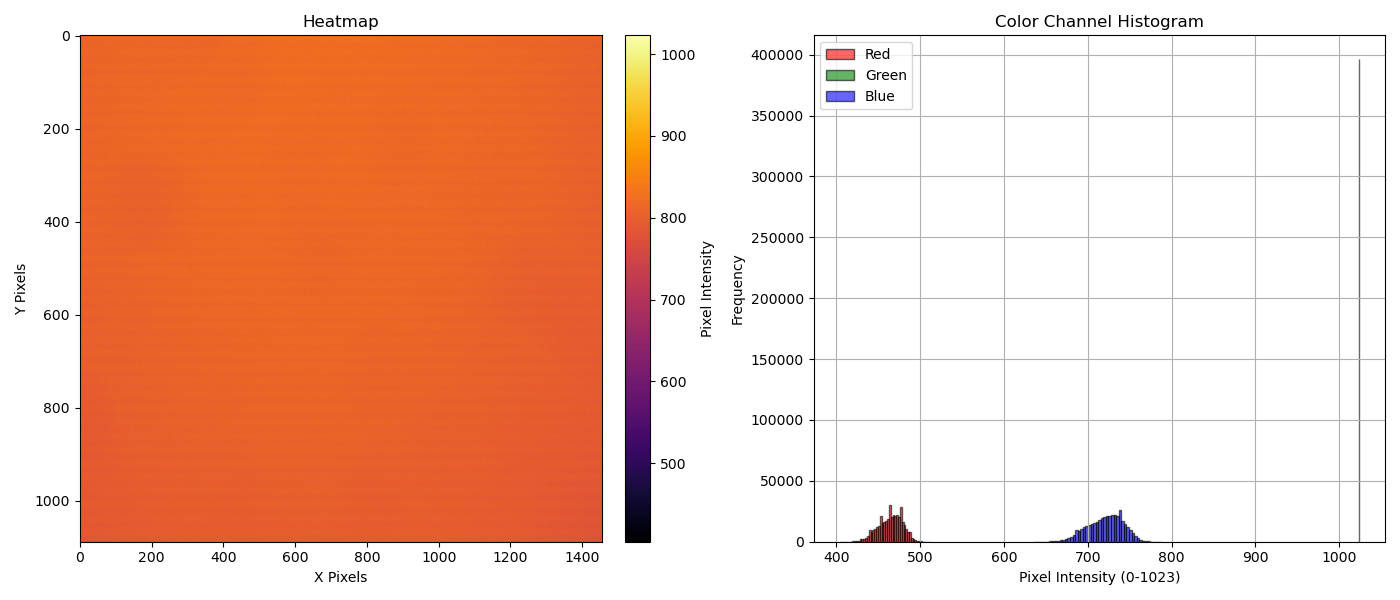 Heatmap
0
200
400
600
800
1000
Y Pixels
0 200 400 600 800 1000 1200 1400
X Pixels
1000
900
800
700
600
500
Pixel Intensity
Color Channel Histogram
Red
Green
Blue
400000
350000
300000
250000
200000
150000
100000
50000
0
Frequency
400 500 600 700 800 900 1000
Pixel Intensity (0-1023)